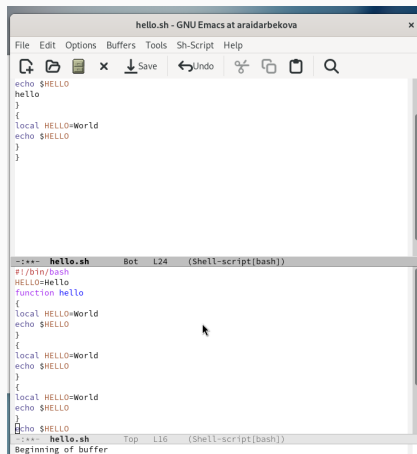 hello.sh - GNU Emacs at araidarbekova ×
File Edit Options Buffers Tools Sh-Script Help
Save Undo
echo $HELLO
hello
}
{
local HELLO=World
echo $HELLO
}
}
-:**- hello.sh Bot L24 (Shell-script[bash])
#!/bin/bash
HELLO=Hello
function hello
{
local HELLO=World
echo $HELLO
}
{
local HELLO=World
echo $HELLO
}
{
local HELLO=World
echo $HELLO
}
echo $HELLO
-:**- hello.sh Top L16 (Shell-script[bash])
Beginning of buffer